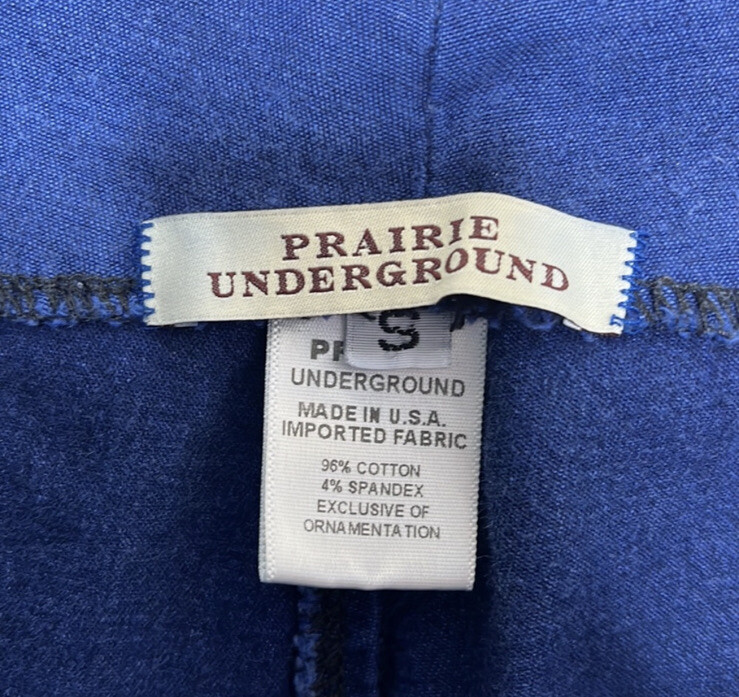 PRAIRIE
UNDERGROUND
S
UNDERGROUND
MADE IN U.S.A.
IMPORTED FABRIC
96% COTTON
4% SPANDEX
EXCLUSIVE OF
ORNAMENTATION